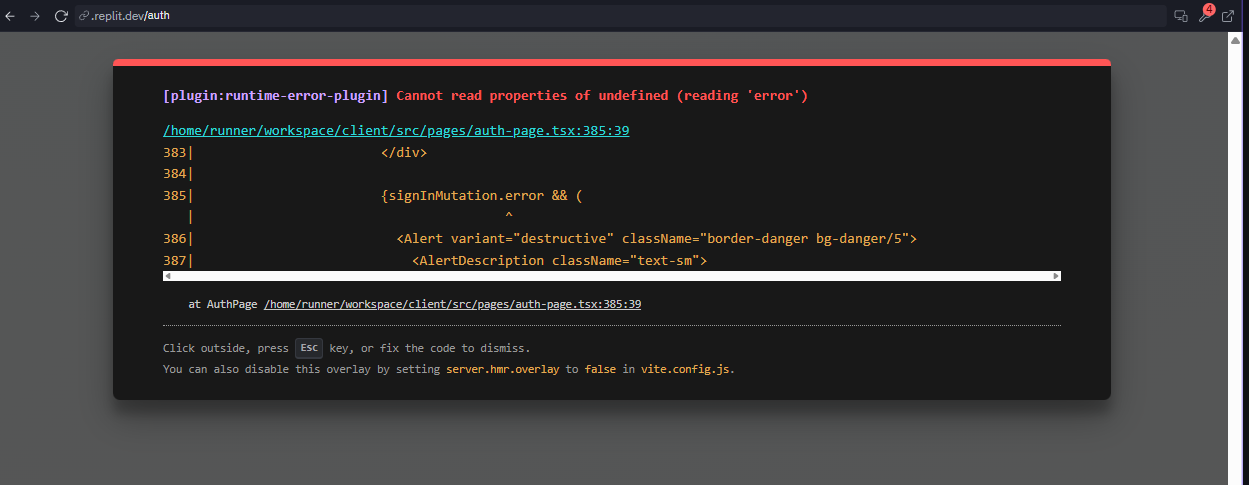 .replit.dev/auth
4
[plugin:runtime-error-plugin] Cannot read properties of undefined (reading 'error')
/home/runner/workspace/client/src/pages/auth-page.tsx:385:39
383|                        </div>
384|
385|                        {signInMutation.error && (
   |                                       ^
386|                          <Alert variant="destructive" className="border-danger bg-danger/5">
387|                            <AlertDescription className="text-sm">
at AuthPage /home/runner/workspace/client/src/pages/auth-page.tsx:385:39
Click outside, press Esc key, or fix the code to dismiss.
You can also disable this overlay by setting server.hmr.overlay to false in vite.config.js.